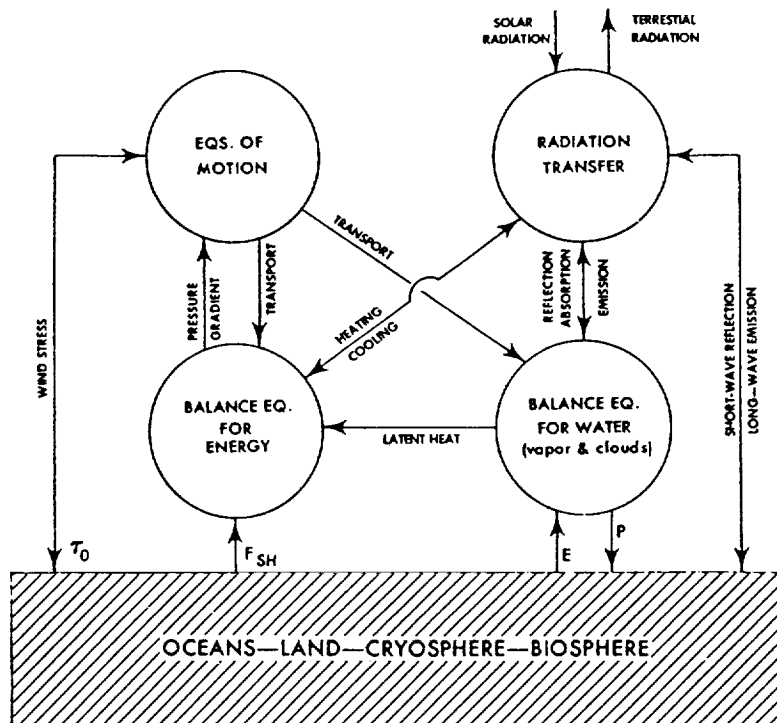 SOLAR
RADIATION
TERRESTIAL
RADIATION
EQS. OF
MOTION
RADIATION
TRANSFER
TRANSPORT
WIND STRESS
PRESSURE
GRADIENT
TRANSPORT
HEATING
COOLING
REFLECTION
ABSORPTION
EMISSION
SHORT-WAVE REFLECTION
LONG—WAVE EMISSION
BALANCE EQ.
FOR
ENERGY
LATENT HEAT
BALANCE EQ.
FOR WATER
(vapor & clouds)
τ0
FSH
E
P
OCEANS—LAND—CRYOSPHERE—BIOSPHERE